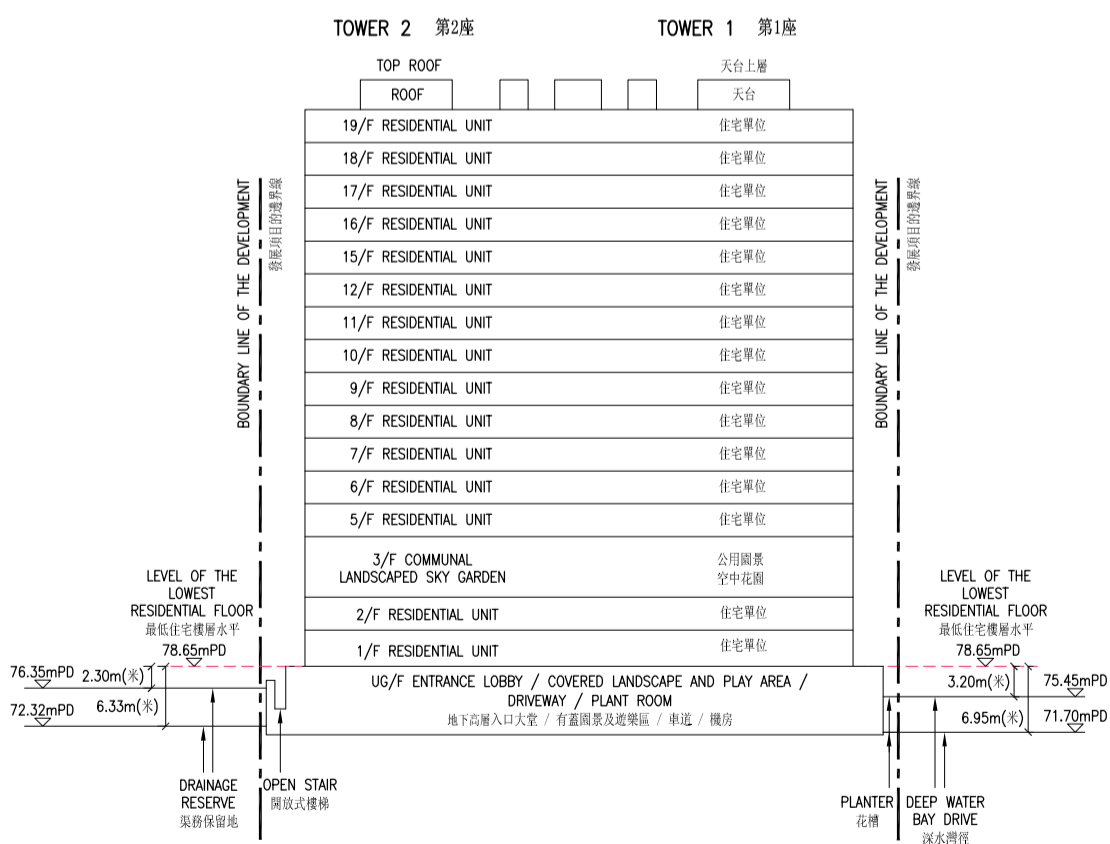 TOWER 2 第2座
TOWER 1 第1座
TOP ROOF
天台上層
ROOF
天台
19/F RESIDENTIAL UNIT
住宅單位
18/F RESIDENTIAL UNIT
住宅單位
17/F RESIDENTIAL UNIT
住宅單位
16/F RESIDENTIAL UNIT
住宅單位
15/F RESIDENTIAL UNIT
住宅單位
12/F RESIDENTIAL UNIT
住宅單位
11/F RESIDENTIAL UNIT
住宅單位
10/F RESIDENTIAL UNIT
住宅單位
9/F RESIDENTIAL UNIT
住宅單位
8/F RESIDENTIAL UNIT
住宅單位
7/F RESIDENTIAL UNIT
住宅單位
6/F RESIDENTIAL UNIT
住宅單位
5/F RESIDENTIAL UNIT
住宅單位
3/F COMMUNAL
LANDSCAPED SKY GARDEN
公用園景
空中花園
2/F RESIDENTIAL UNIT
住宅單位
1/F RESIDENTIAL UNIT
住宅單位
UG/F ENTRANCE LOBBY / COVERED LANDSCAPE AND PLAY AREA /
DRIVEWAY / PLANT ROOM
地下高層入口大堂 / 有蓋園景及遊樂區 / 車道 / 機房
BOUNDARY LINE OF THE DEVELOPMENT
發展項目的邊界線
BOUNDARY LINE OF THE DEVELOPMENT
發展項目的邊界線
LEVEL OF THE
LOWEST
RESIDENTIAL FLOOR
最低住宅樓層水平
78.65mPD
76.35mPD
2.30m(米)
6.33m(米)
72.32mPD
DRAINAGE
RESERVE
渠務保留地
OPEN STAIR
開放式樓梯
LEVEL OF THE
LOWEST
RESIDENTIAL FLOOR
最低住宅樓層水平
78.65mPD
3.20m(米)
75.45mPD
6.95m(米)
71.70mPD
PLANTER
花槽
DEEP WATER
BAY DRIVE
深水灣徑